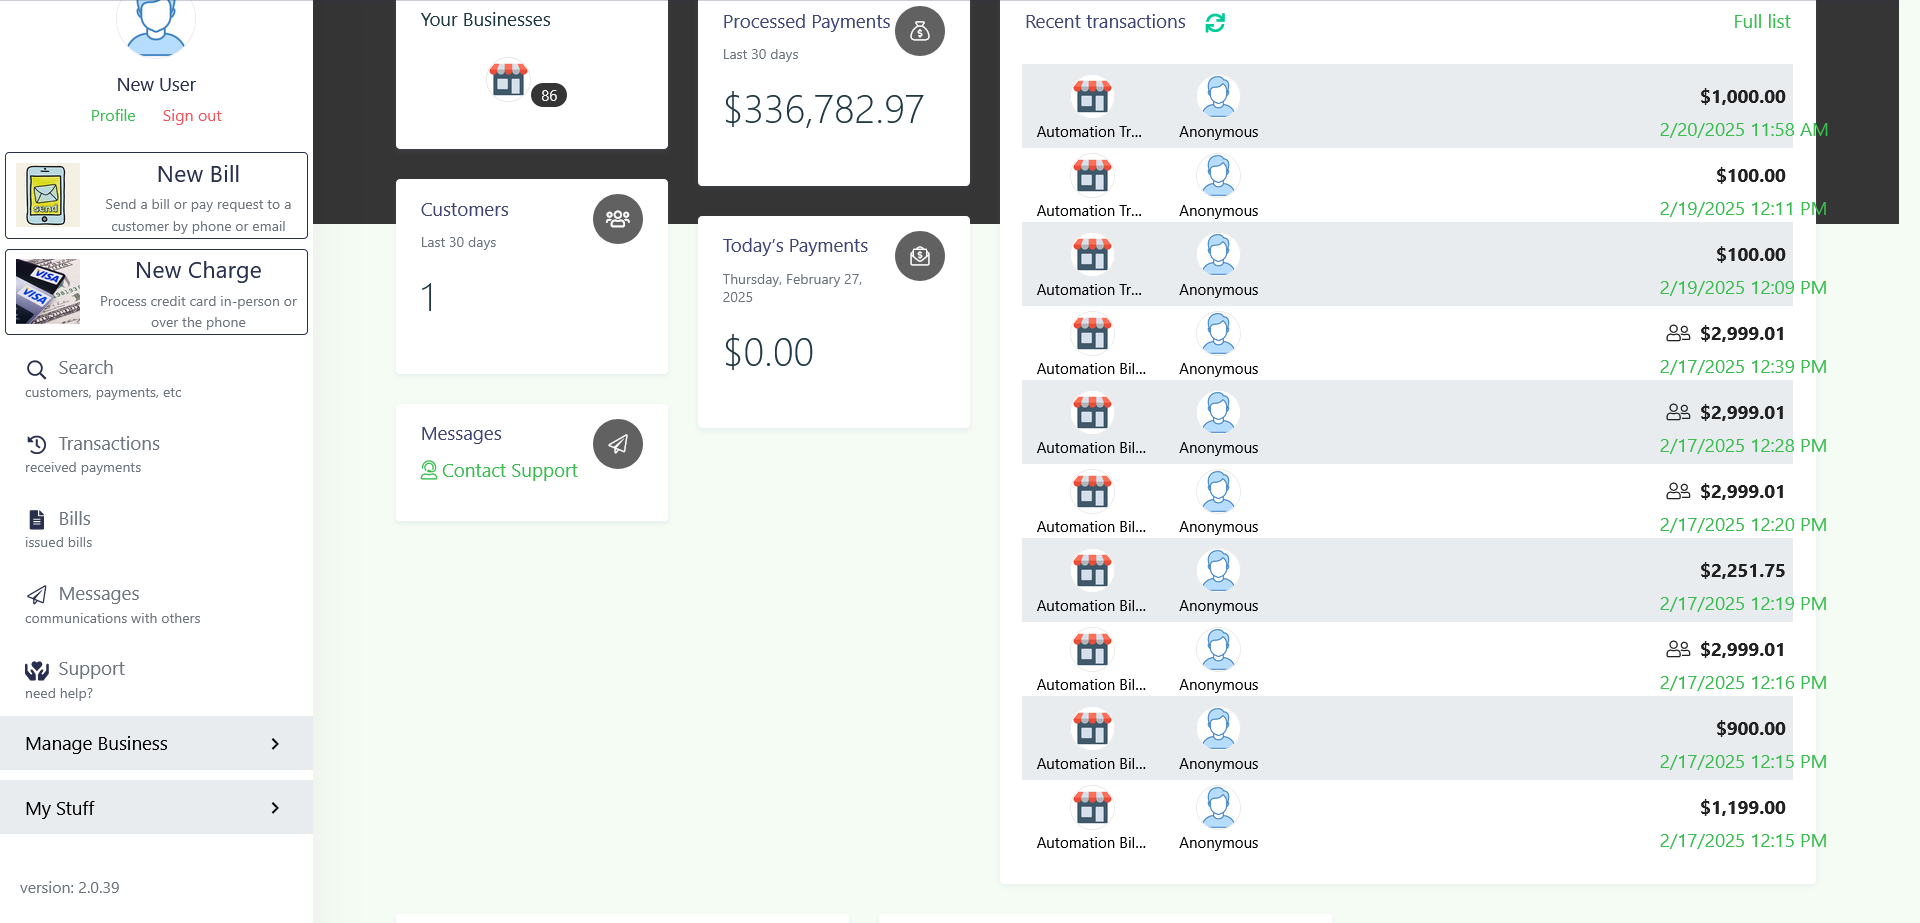 New User
Profile Sign out
New Bill
Send a bill or pay request to a
customer by phone or email
New Charge
Process credit card in-person or
over the phone
Search
customers, payments, etc
Transactions
received payments
Bills
issued bills
Messages
communications with others
Support
need help?
Manage Business
My Stuff
version: 2.0.39
Your Businesses
86
Customers
Last 30 days
1
Messages
Contact Support
Processed Payments
Last 30 days
$336,782.97
Today’s Payments
Thursday, February 27,
2025
$0.00
Recent transactions Full list
$1,000.00
Automation Tr... Anonymous 2/20/2025 11:58 AM
$100.00
Automation Tr... Anonymous 2/19/2025 12:11 PM
$100.00
Automation Tr... Anonymous 2/19/2025 12:09 PM
$2,999.01
Automation Bil... Anonymous 2/17/2025 12:39 PM
$2,999.01
Automation Bil... Anonymous 2/17/2025 12:28 PM
$2,999.01
Automation Bil... Anonymous 2/17/2025 12:20 PM
$2,251.75
Automation Bil... Anonymous 2/17/2025 12:19 PM
$2,999.01
Automation Bil... Anonymous 2/17/2025 12:16 PM
$900.00
Automation Bil... Anonymous 2/17/2025 12:15 PM
$1,199.00
Automation Bil... Anonymous 2/17/2025 12:15 PM
send
VISA
VISA